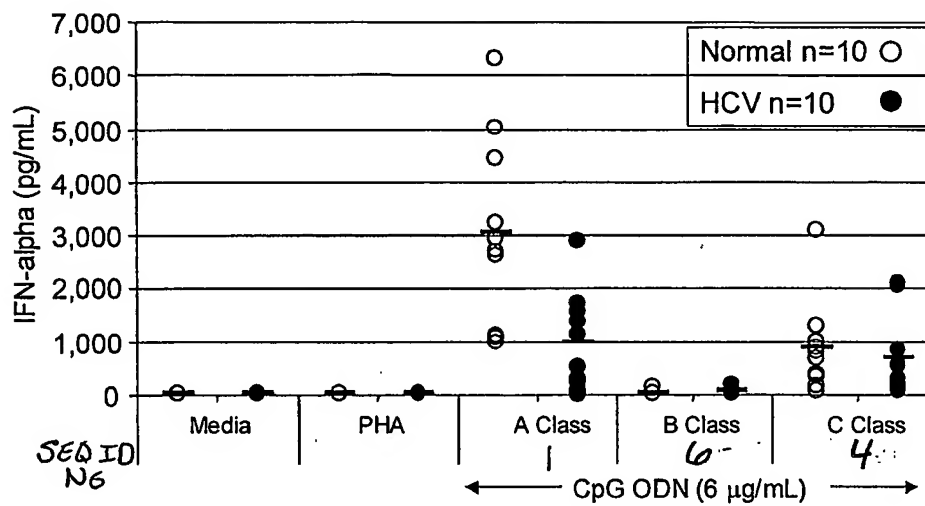 7,000
6,000
5,000
4,000
3,000
2,000
1,000
0
IFN-alpha (pg/mL)
Normal n=10
HCV n=10
Media PHA A Class B Class C Class
SEQ ID 1 6 4
NO
CpG ODN (6 µg/mL)